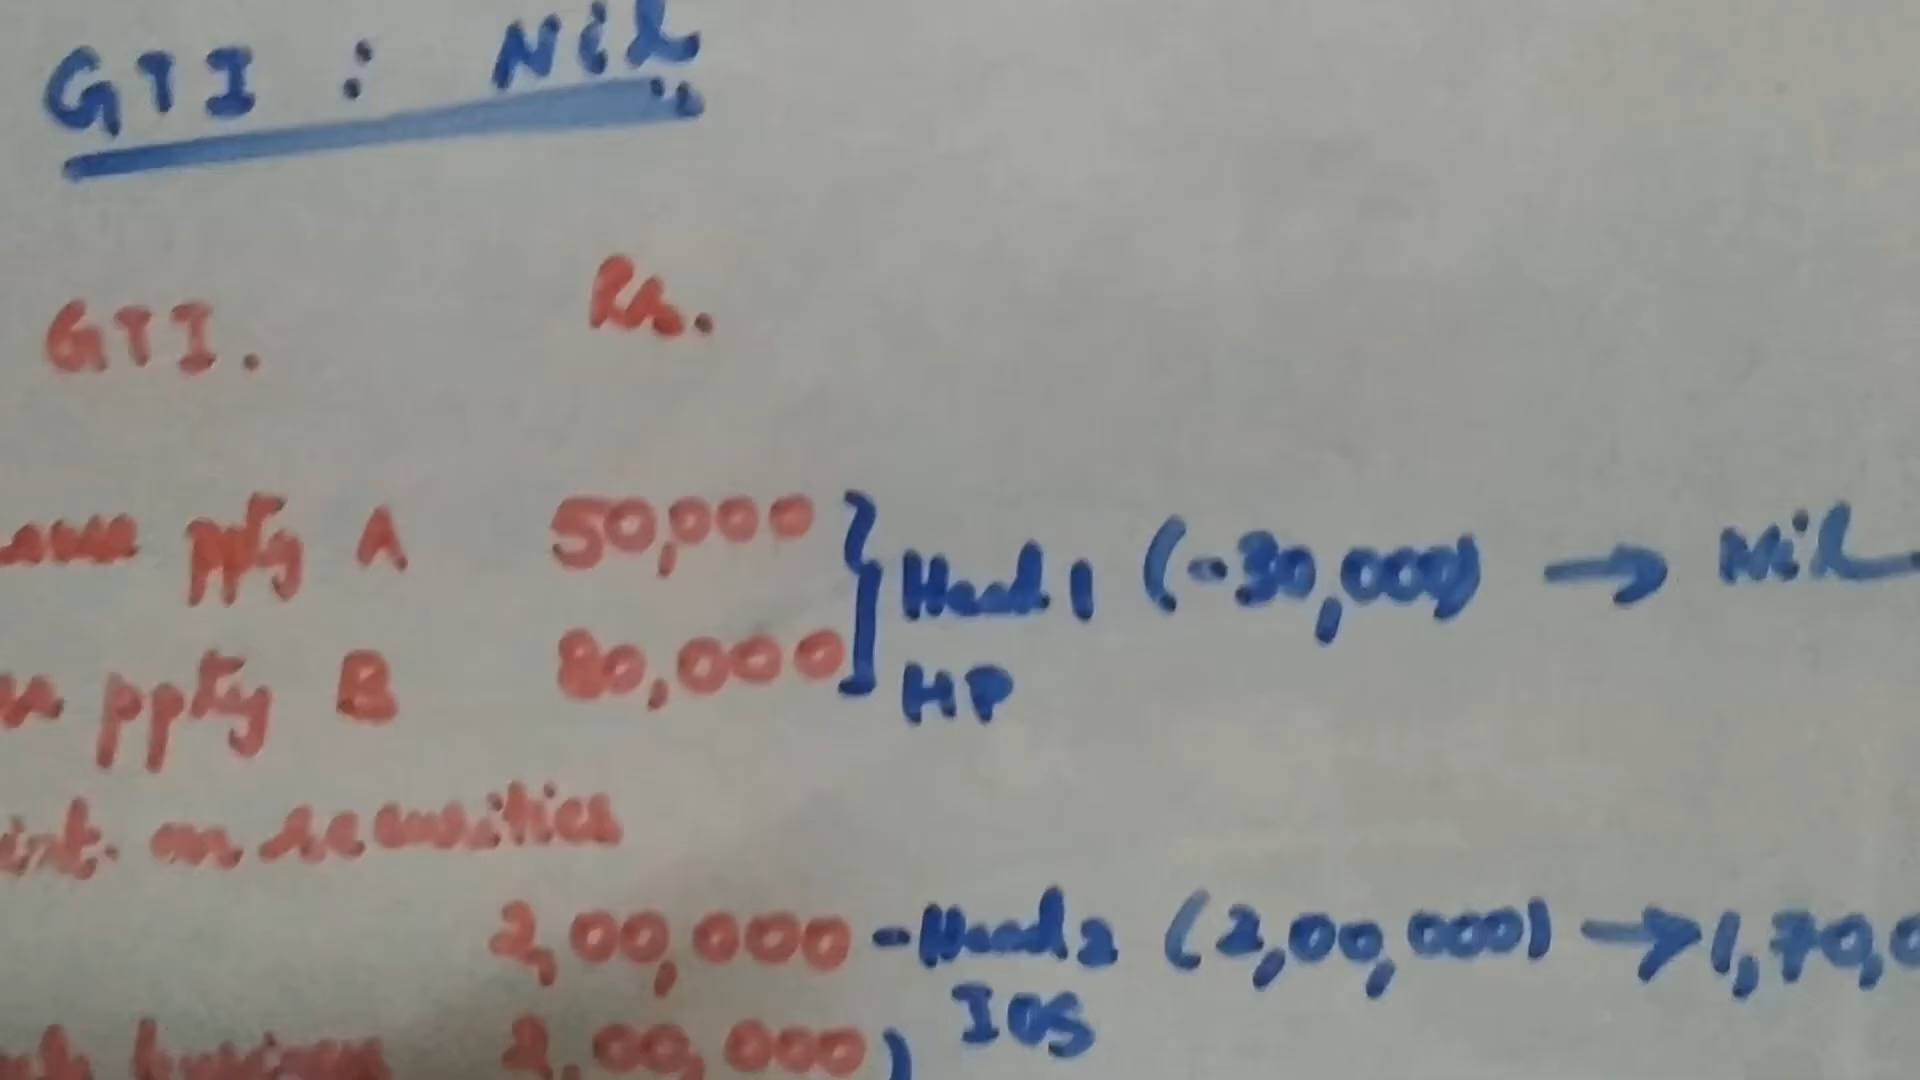 GTI : Nil
GTI. Rs.
ppty A 50,000 } Head 1 (-30,000) → Nil
ppty B 80,000 HP
int. on securities
2,00,000 - Head 2 (2,00,000) → 1,70,0
IOS
business 2,00,000 )